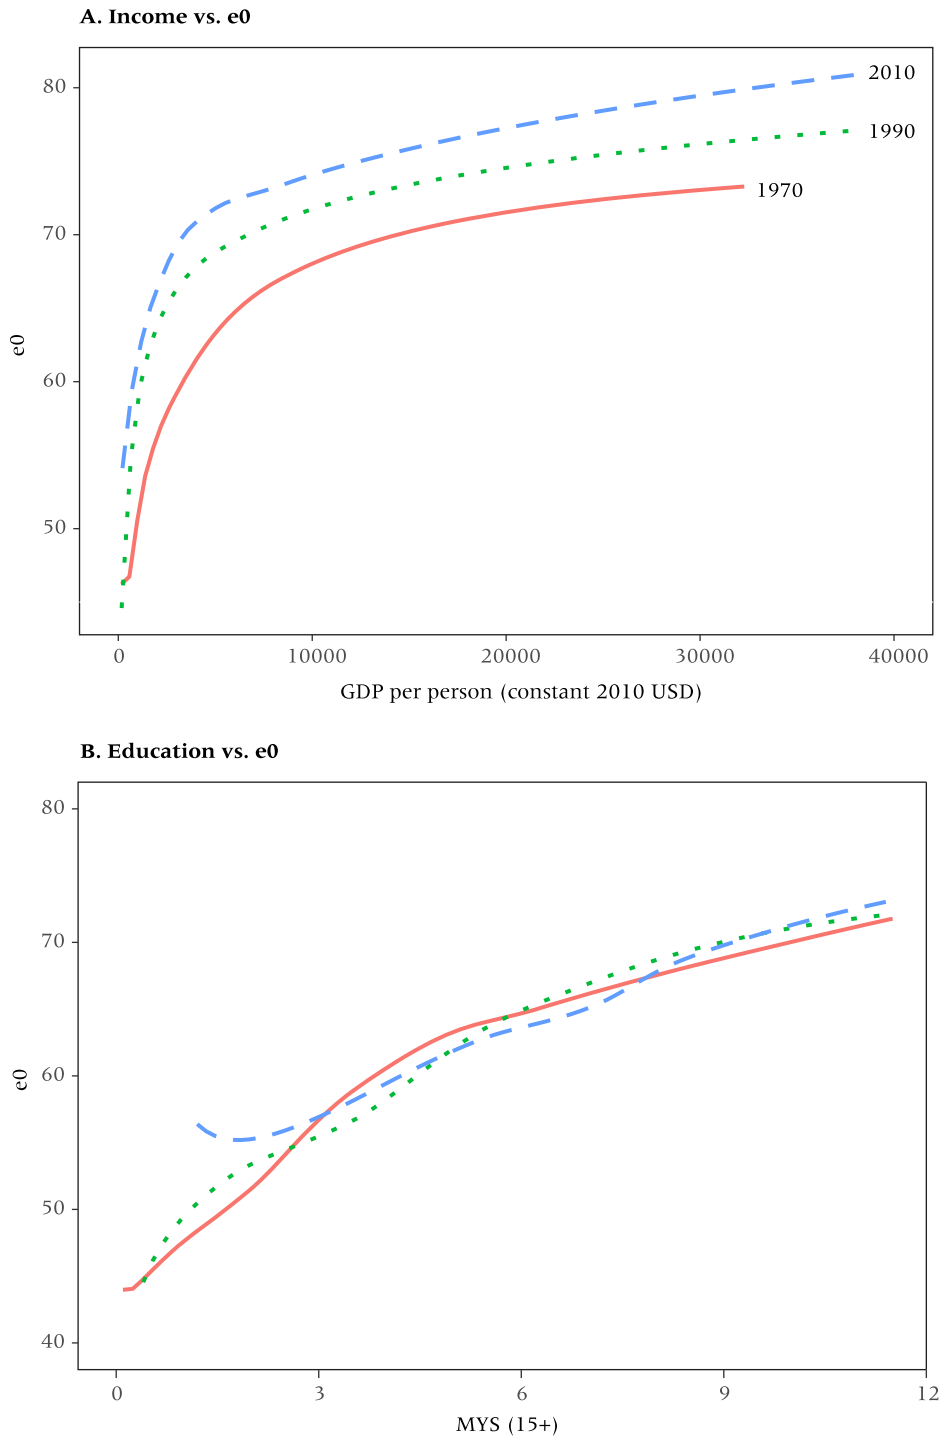 A. Income vs. e0
80
70
60
50
e0
2010
1990
1970
0 10000 20000 30000 40000
GDP per person (constant 2010 USD)
B. Education vs. e0
80
70
60
50
40
e0
0 3 6 9 12
MYS (15+)